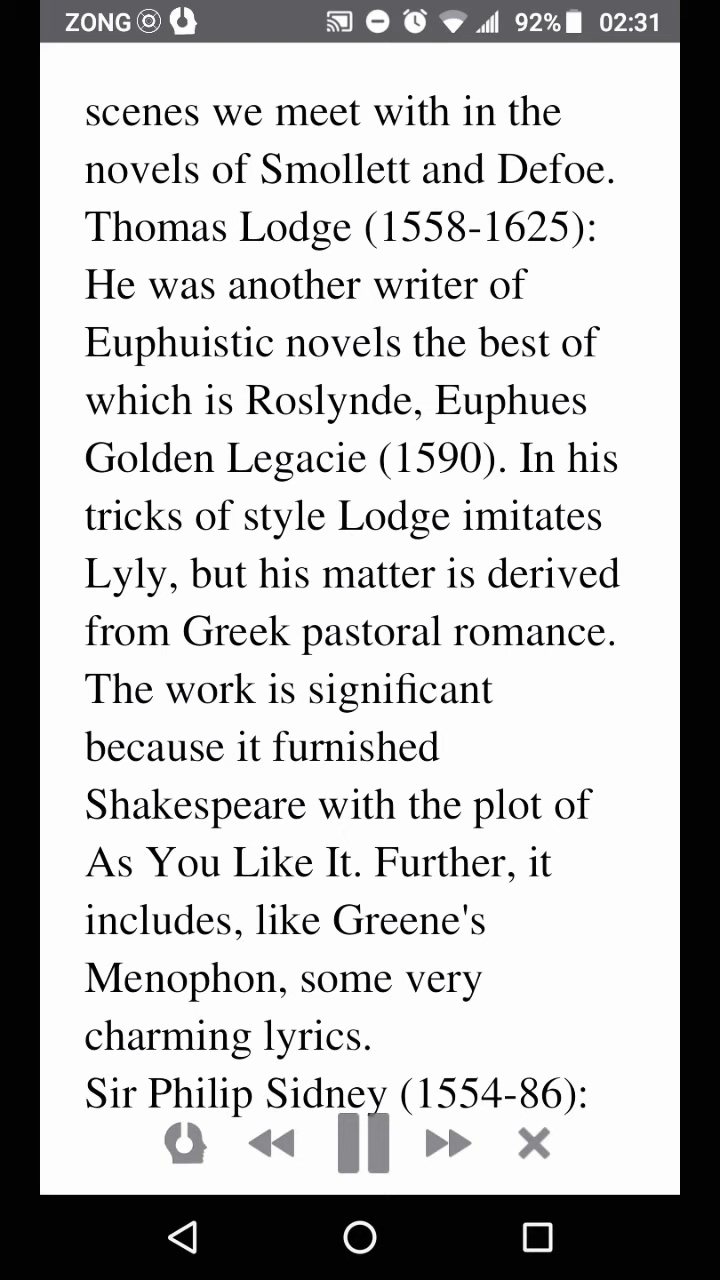 ZONG 92% 02:31
scenes we meet with in the
novels of Smollett and Defoe.
Thomas Lodge (1558-1625):
He was another writer of
Euphuistic novels the best of
which is Roslynde, Euphues
Golden Legacie (1590). In his
tricks of style Lodge imitates
Lyly, but his matter is derived
from Greek pastoral romance.
The work is significant
because it furnished
Shakespeare with the plot of
As You Like It. Further, it
includes, like Greene's
Menophon, some very
charming lyrics.
Sir Philip Sidney (1554-86):